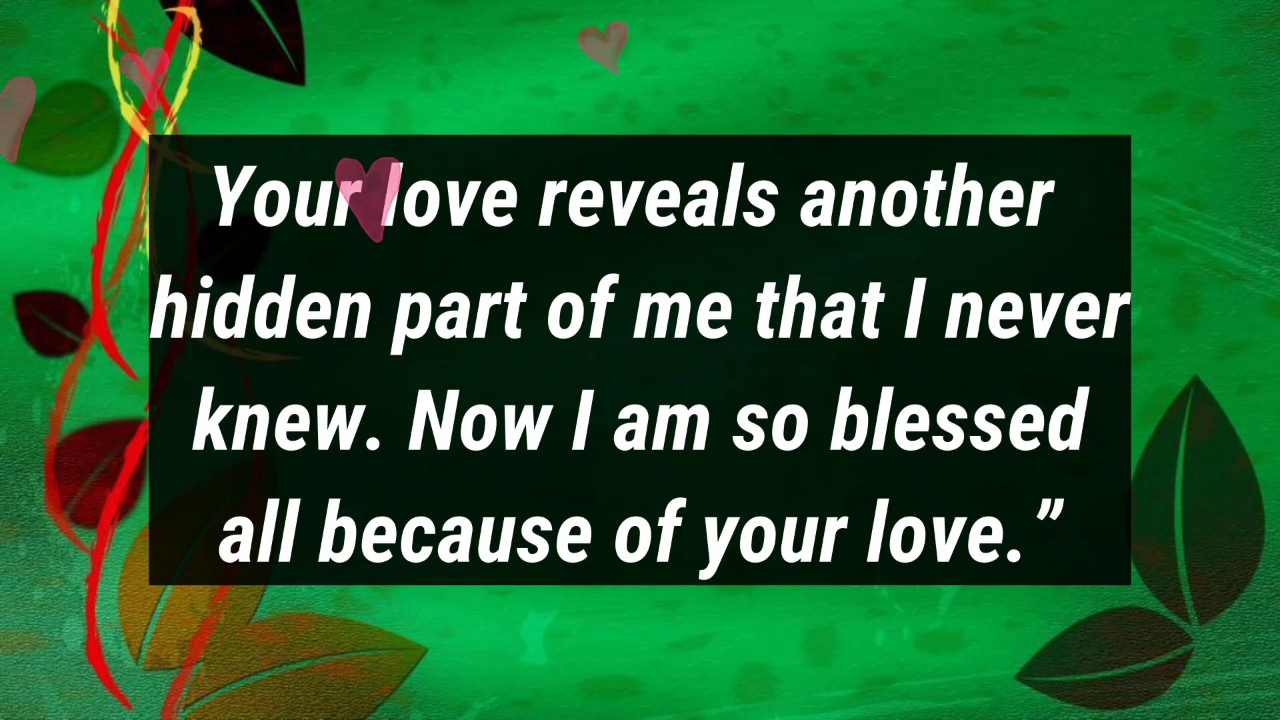 Your love reveals another
hidden part of me that I never
knew. Now I am so blessed
all because of your love.”